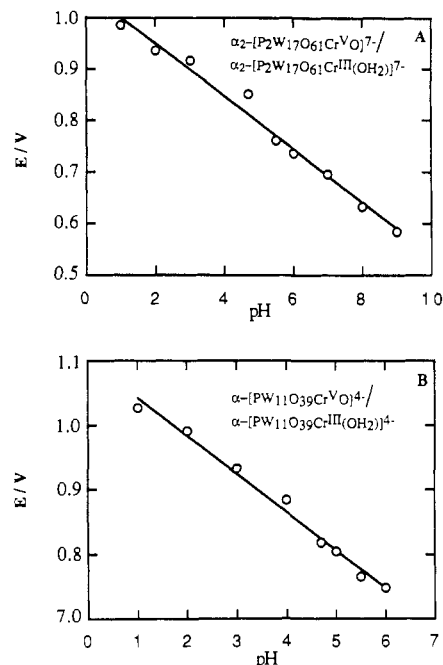 A
α2-[P2W17O61CrVO]7-/
α2-[P2W17O61CrIII(OH2)]7-
1.0
0.9
0.8
0.7
0.6
0.5
E / V
0 2 4 6 8 10.0
pH
B
α-[PW11O39CrVO]4-/
α-[PW11O39CrIII(OH2)]4-
1.1
1.0
0.9
0.8
7.0
E / V
0 1 2 3 4 5 6 7
pH